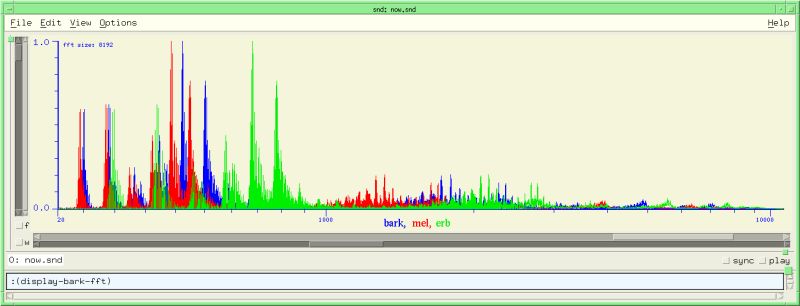 snd: now.snd
File Edit View Options Help
1.0
fft size: 8192
0.0
20 1000 10000
bark, mel, erb
f
w
0: now.snd sync play
:(display-bark-fft)